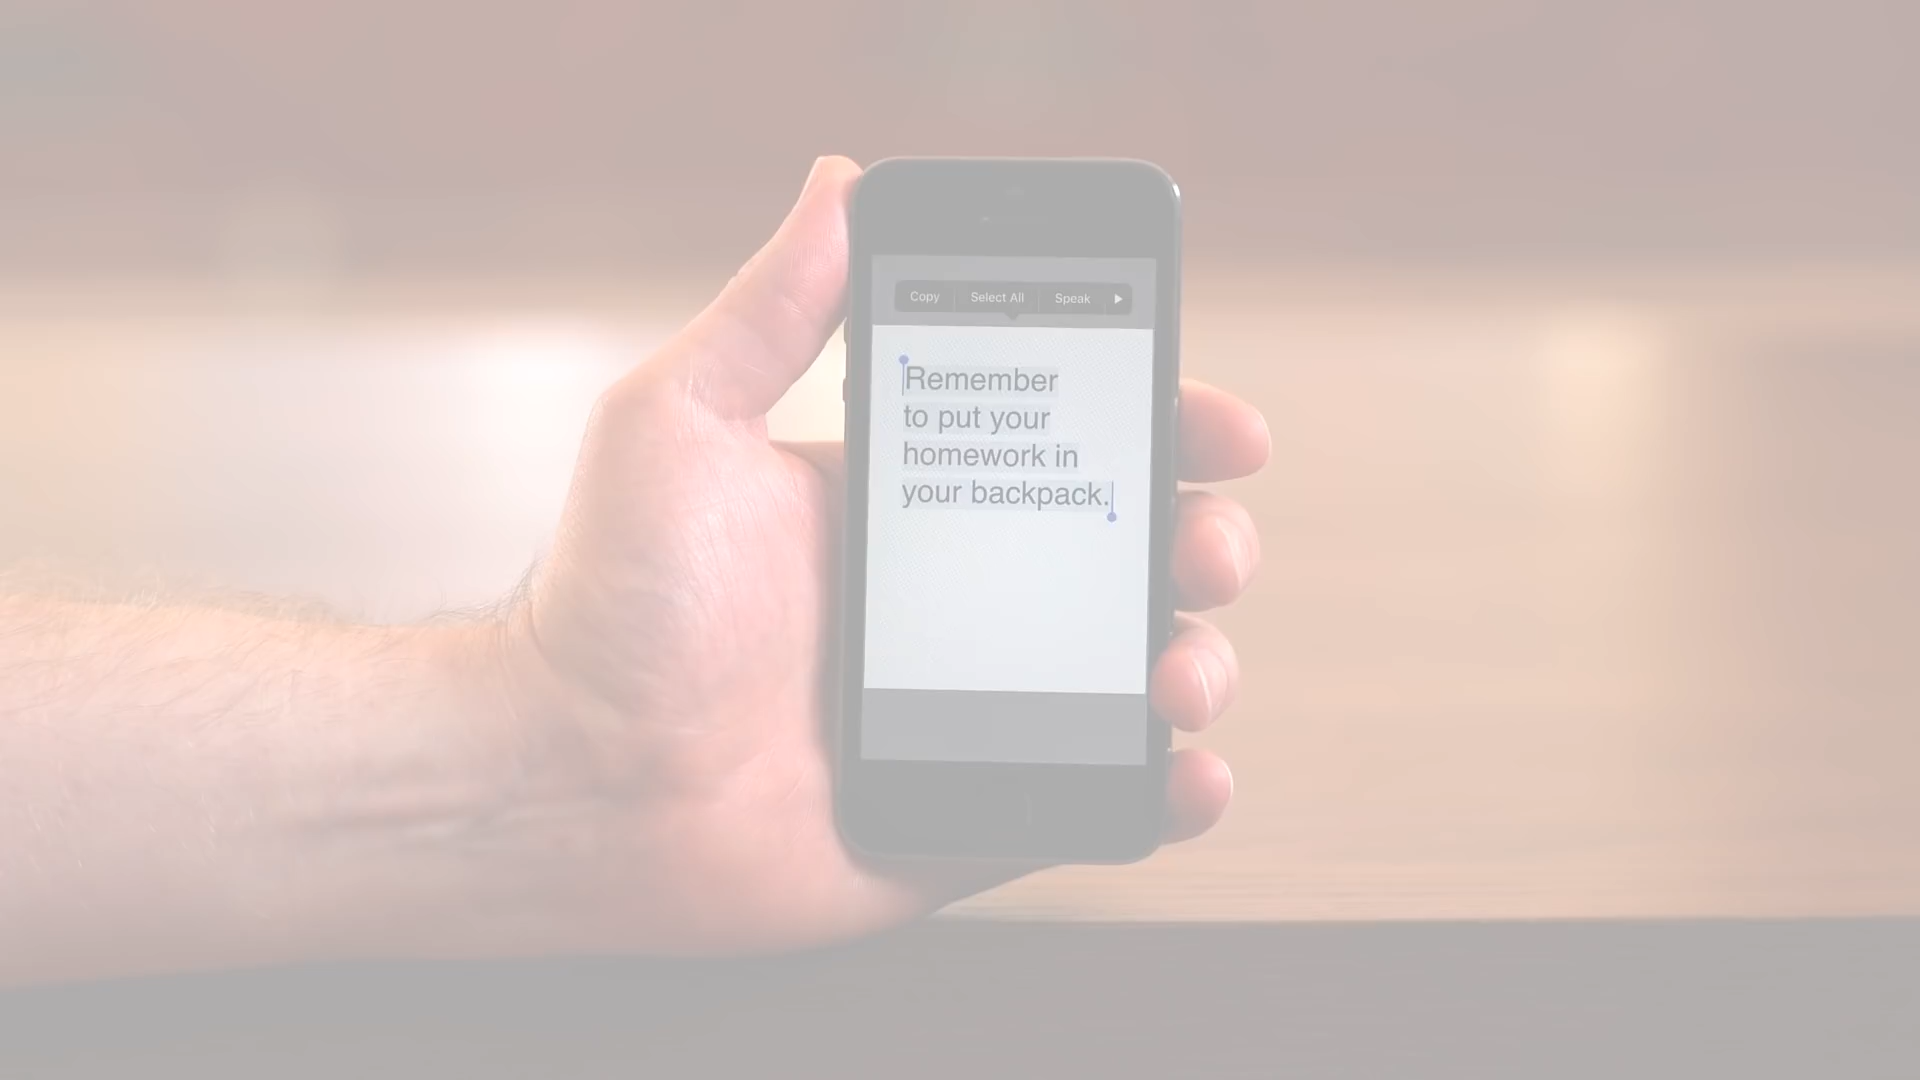 Copy Select All Speak
Remember
to put your
homework in
your backpack.